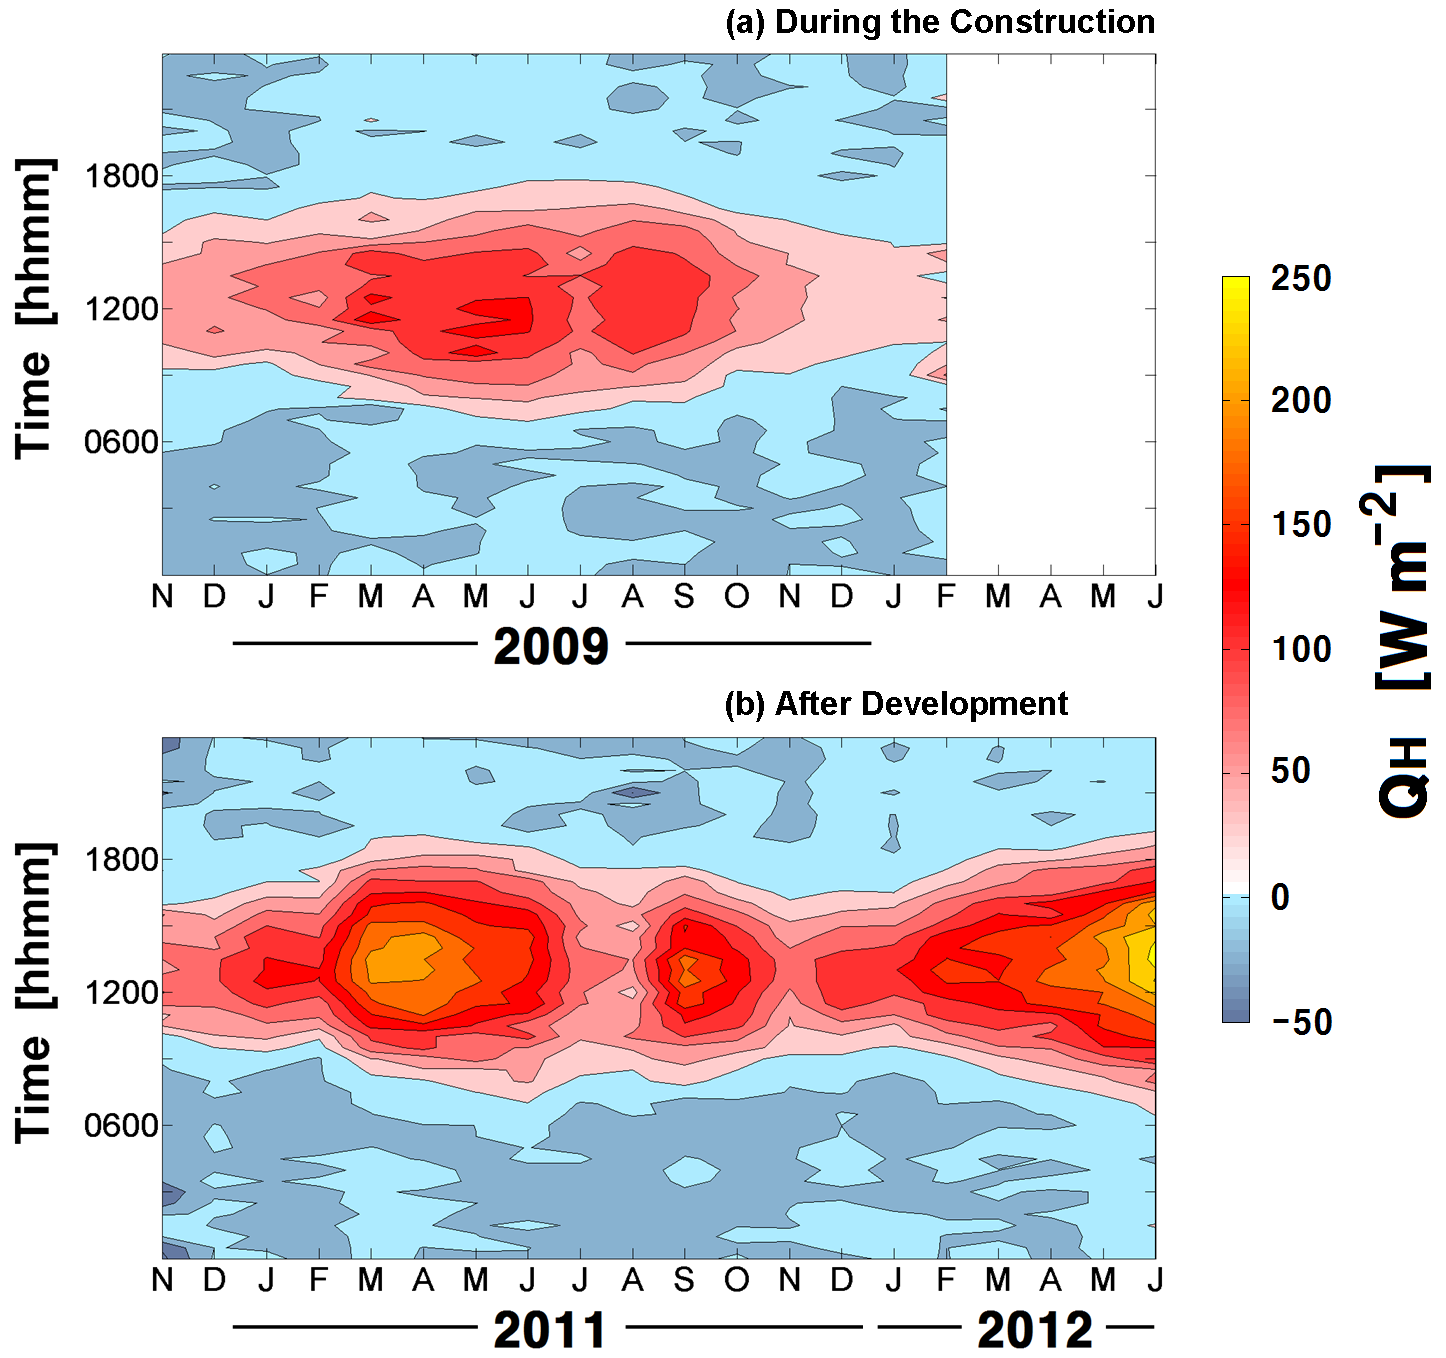 (a) During the Construction
Time [hhmm]
1800
1200
0600
N D J F M A M J J A S O N D J F M A M J
2009
(b) After Development
Time [hhmm]
1800
1200
0600
N D J F M A M J J A S O N D J F M A M J
2011 2012
250
200
150
100
50
0
−50
QH [W m−2]